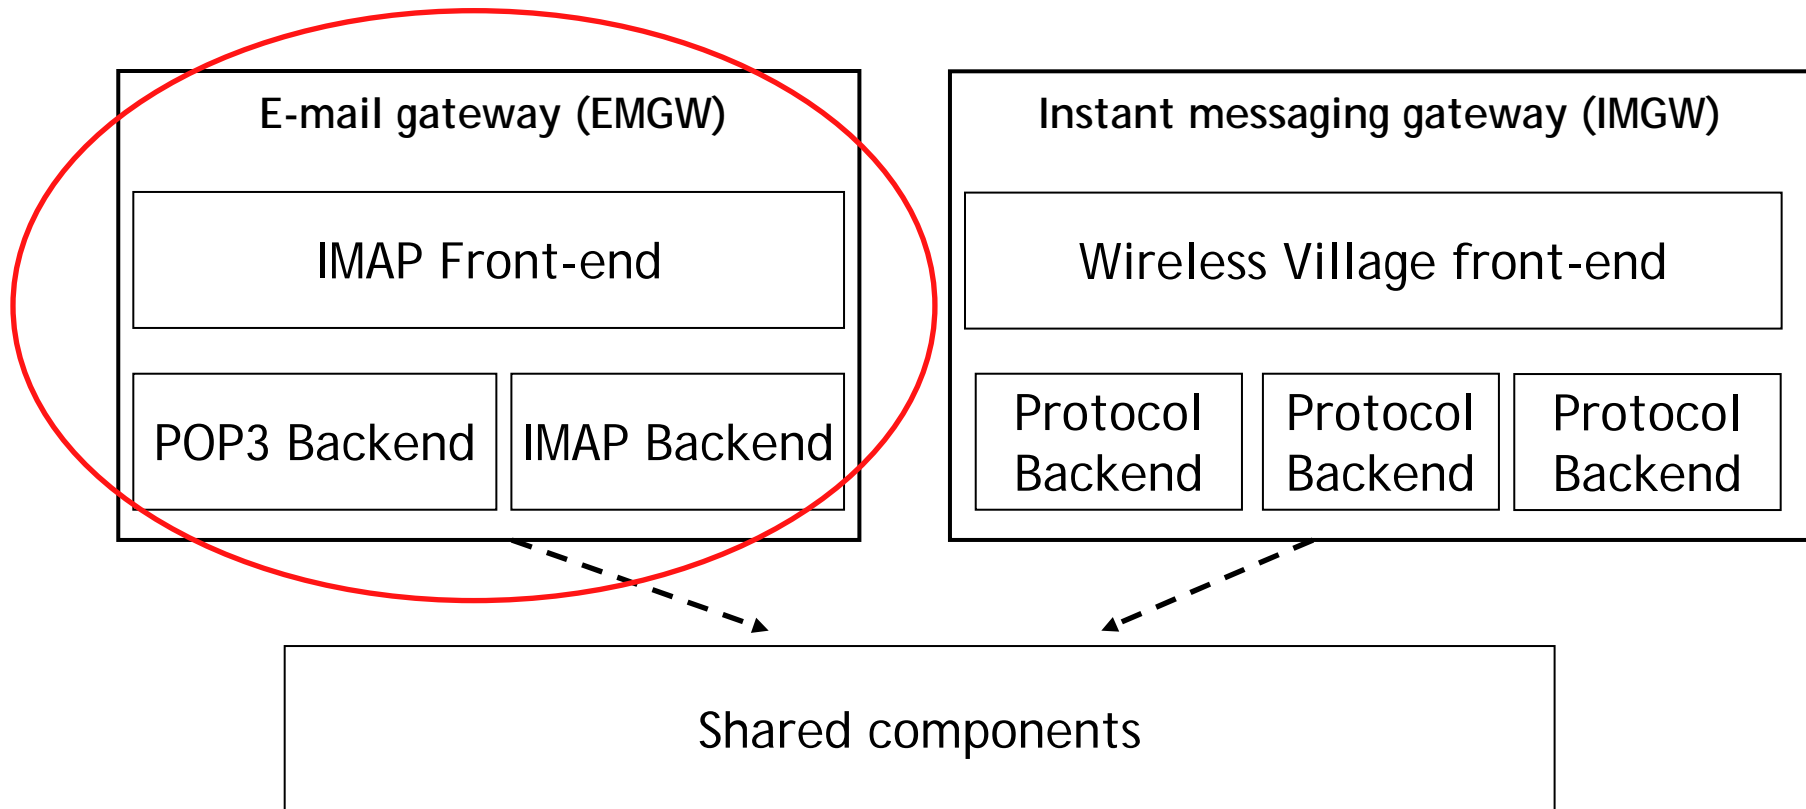 E-mail gateway (EMGW)
IMAP Front-end
POP3 Backend
IMAP Backend
Instant messaging gateway (IMGW)
Wireless Village front-end
Protocol
Backend
Protocol
Backend
Protocol
Backend
Shared components